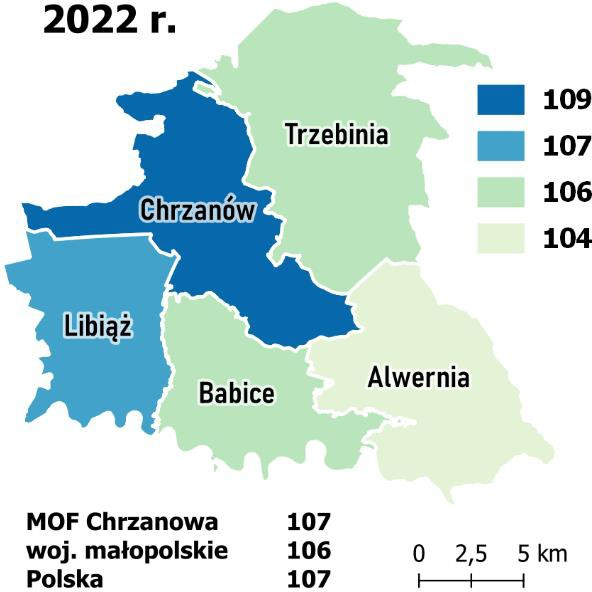 2022 r.
109
107
106
104
Trzebinia
Chrzanów
Libiąż
Babice
Alwernia
MOF Chrzanowa 107
woj. małopolskie 106
Polska 107
0 2,5 5 km